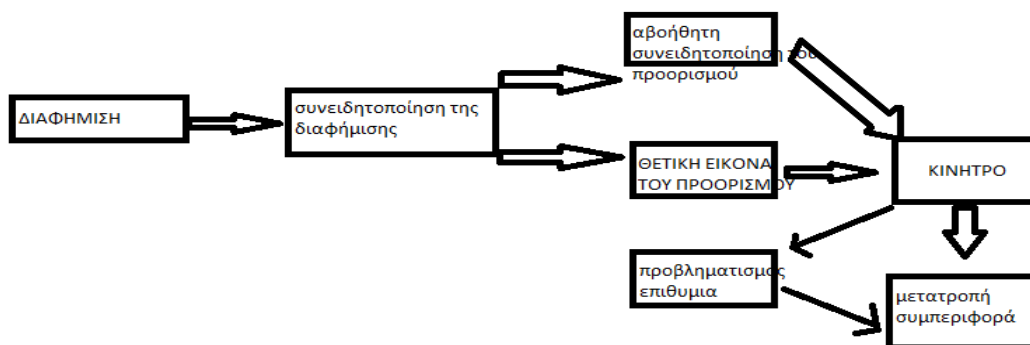 ΔΙΑΦΗΜΙΣΗ
συνειδητοποίηση της
διαφήμισης
αβοήθητη
συνειδητοποίηση του
προορισμού
ΘΕΤΙΚΗ ΕΙΚΟΝΑ
ΤΟΥ ΠΡΟΟΡΙΣΜΟΥ
ΚΙΝΗΤΡΟ
προβληματισμος
επιθυμια
μετατροπή
συμπεριφορά